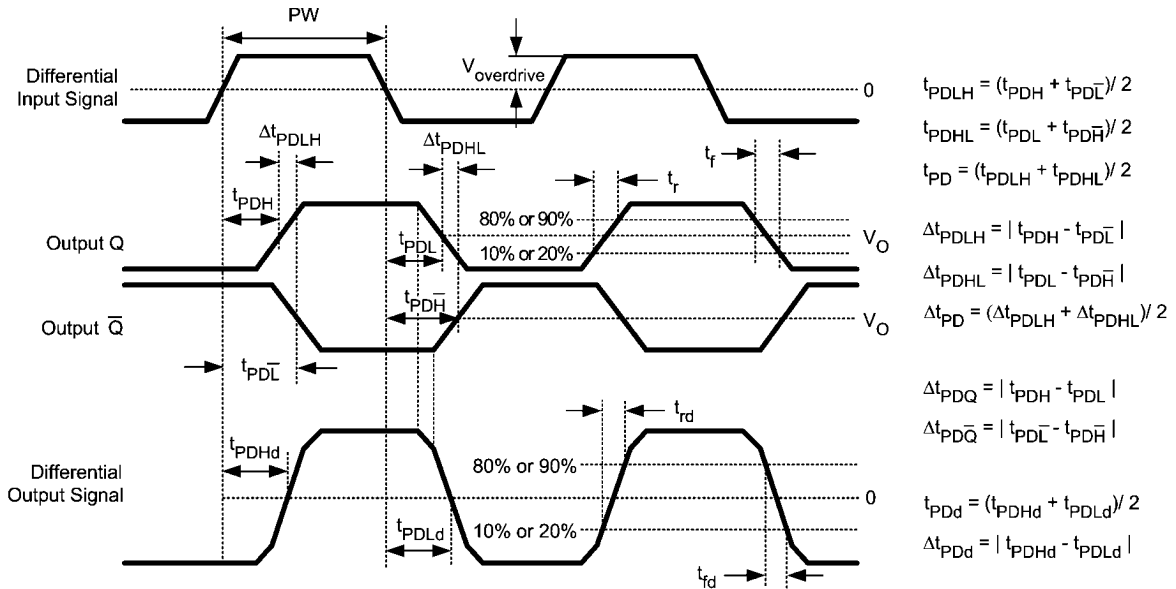 PW
Differential
Input Signal
V_overdrive
0
Δt_PDLH
t_PDH
Δt_PDHL
t_r
t_f
Output Q
80% or 90%
10% or 20%
t_PDL
V_O
Output Q̅
t_PDH̅
V_O
t_PDL̅
t_PDHd
t_rd
Differential
Output Signal
80% or 90%
0
10% or 20%
t_PDLd
t_fd
t_PDLH = (t_PDH + t_PDL̅)/ 2
t_PDHL = (t_PDL + t_PDH̅)/ 2
t_PD = (t_PDLH + t_PDHL)/ 2
Δt_PDLH = | t_PDH - t_PDL̅ |
Δt_PDHL = | t_PDL - t_PDH̅ |
Δt_PD = (Δt_PDLH + Δt_PDHL)/ 2
Δt_PDQ = | t_PDH - t_PDL |
Δt_PDQ̅ = | t_PDL̅ - t_PDH̅ |
t_PDd = (t_PDHd + t_PDLd)/ 2
Δt_PDd = | t_PDHd - t_PDLd |